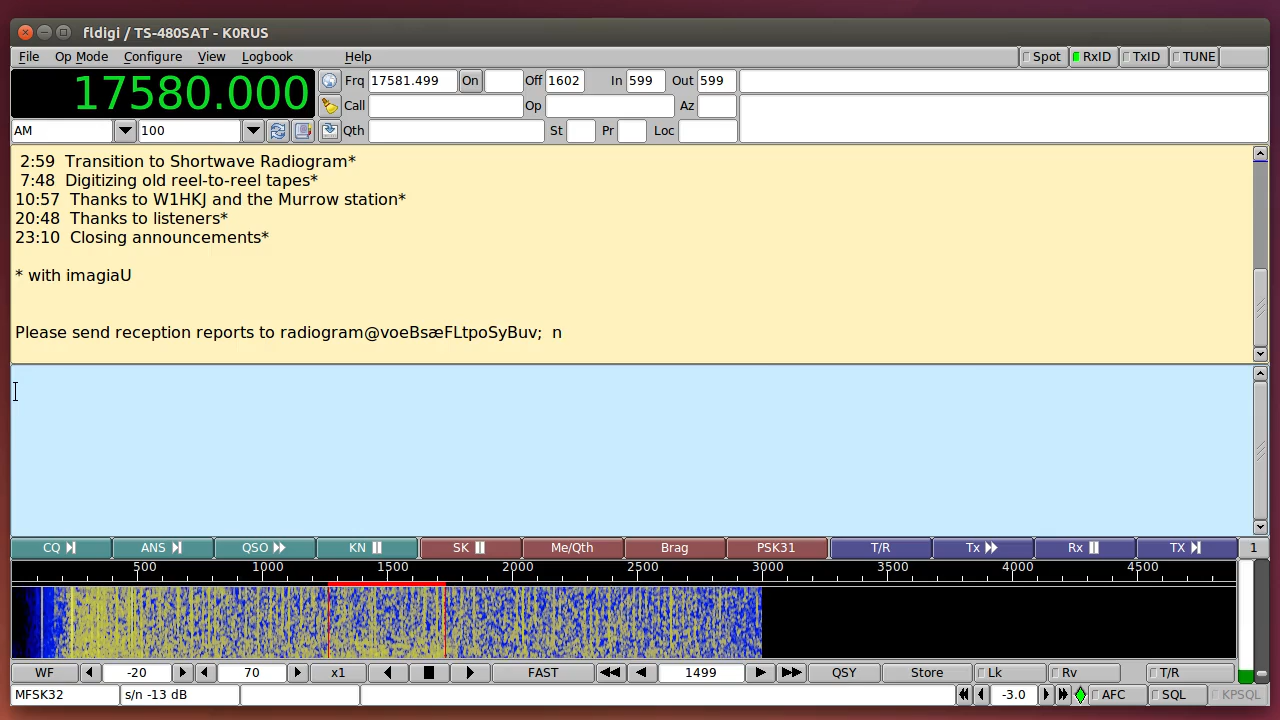 fldigi / TS-480SAT - K0RUS
File Op Mode Configure View Logbook Help Spot RxID TxID TUNE
17580.000 Frq 17581.499 On Off 1602 In 599 Out 599
Call Op Az
AM 100 Qth St Pr Loc
2:59 Transition to Shortwave Radiogram*
7:48 Digitizing old reel-to-reel tapes*
10:57 Thanks to W1HKJ and the Murrow station*
20:48 Thanks to listeners*
23:10 Closing announcements*
* with imagiaU
Please send reception reports to radiogram@voeBsæFLtpoSyBuv; n
CQ ANS QSO KN SK Me/Qth Brag PSK31 T/R Tx Rx TX 1
500 1000 1500 2000 2500 3000 3500 4000 4500
WF -20 70 x1 FAST 1499 QSY Store Lk Rv T/R
MFSK32 s/n -13 dB -3.0 AFC SQL KPSQL